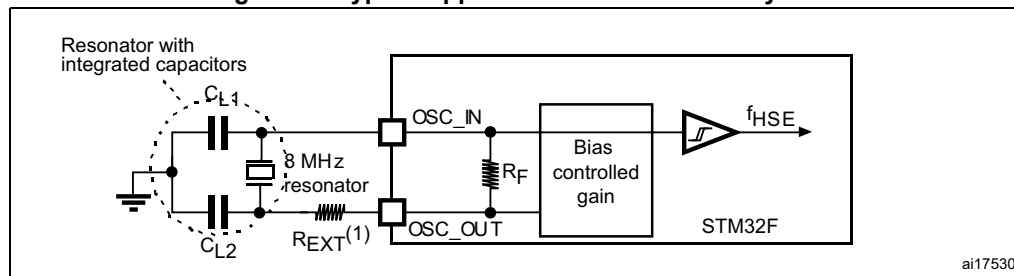 Resonator with
integrated capacitors
CL1
OSC_IN
fHSE
8 MHz
resonator
RF
Bias
controlled
gain
STM32F
REXT(1)
OSC_OUT
CL2
ai17530